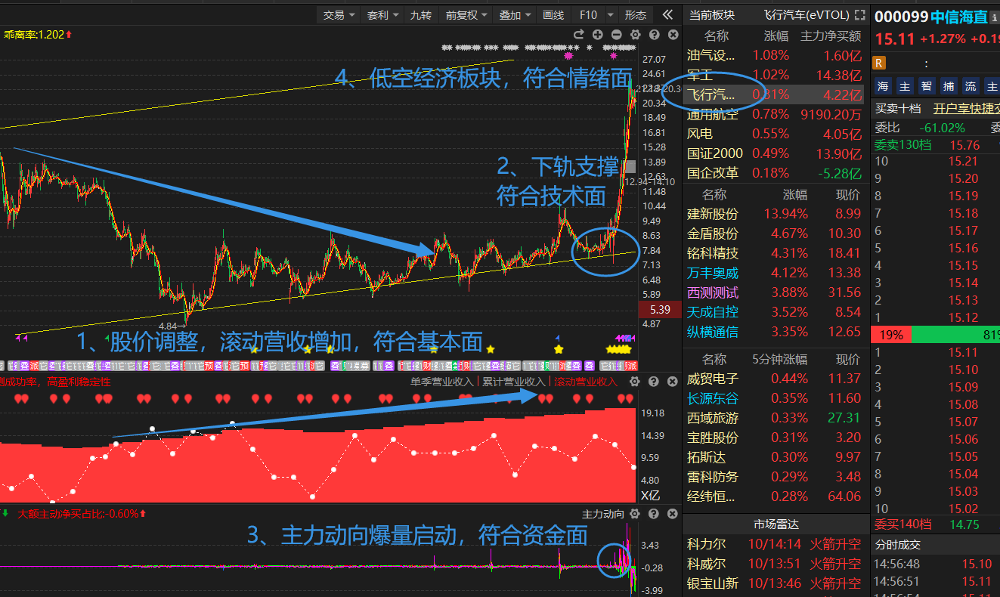 交易 套利 九转 前复权 叠加 画线 F10 形态
乖离率:1.202
27.07
24.61
4、低空经济板块，符合情绪面
20.34
18.49
16.81
15.28
13.89
12.63
12.94-14.10
11.48
10.44
9.49
8.63
7.84
7.13
6.48
5.89
5.39
4.87
2、下轨支撑
符合技术面
4.84
1、股价调整，滚动营收增加，符合基本面
测成功率，高盈利稳定性
单季营业收入 累计营业收入 滚动营业收入
19.18
14.39
9.59
4.80
X亿
大额主动净买占比:-0.60%
主力动向
3、主力动向爆量启动，符合资金面
3.43
-0.28
-3.99
当前板块 飞行汽车(eVTOL)
名称 涨幅 主力净买额
油气设... 1.08% 1.60亿
军工 1.02% 14.38亿
飞行汽... 0.81% 4.22亿
通用航空 0.78% 9190.20万
风电 0.55% 4.05亿
国证2000 0.49% 13.90亿
国企改革 0.18% -5.28亿
名称 涨幅 现价
建新股份 13.94% 8.99
金盾股份 4.67% 10.30
铭科精技 4.31% 18.41
万丰奥威 4.12% 13.38
西测测试 3.88% 31.56
天成自控 3.52% 8.54
纵横通信 3.35% 12.65
名称 5分钟涨幅 现价
威贸电子 0.44% 11.37
长源东谷 0.35% 11.60
西域旅游 0.33% 27.31
宝胜股份 0.31% 3.20
拓斯达 0.30% 9.97
雷科防务 0.29% 3.48
经纬恒... 0.28% 64.06
市场雷达
科力尔 10/14:14 火箭升空
科威尔 10/13:51 火箭升空
银宝山新 10/13:46 火箭升空
000099 中信海直
15.11 +1.27% +0.19
R :
海 主 智 捕 流 主
买卖十档 开户享快捷交
委比 -61.02% 委
委卖130档 15.76
10 15.21
9 15.20
8 15.19
7 15.18
6 15.17
5 15.16
4 15.15
3 15.14
2 15.13
1 15.12
19% 81%
1 15.11
2 15.10
3 15.09
4 15.08
5 15.07
6 15.06
7 15.05
8 15.04
9 15.03
10 15.02
委买140档 14.75
分时成交
14:56:48 15.10
14:56:51 15.11
14:56:54 15.11